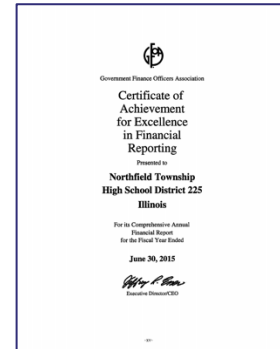 Government Finance Officers Association
Certificate of
Achievement
for Excellence
in Financial
Reporting
Presented to
Northfield Township
High School District 225
Illinois
For its Comprehensive Annual
Financial Report
for the Fiscal Year Ended
June 30, 2015
Executive Director/CEO